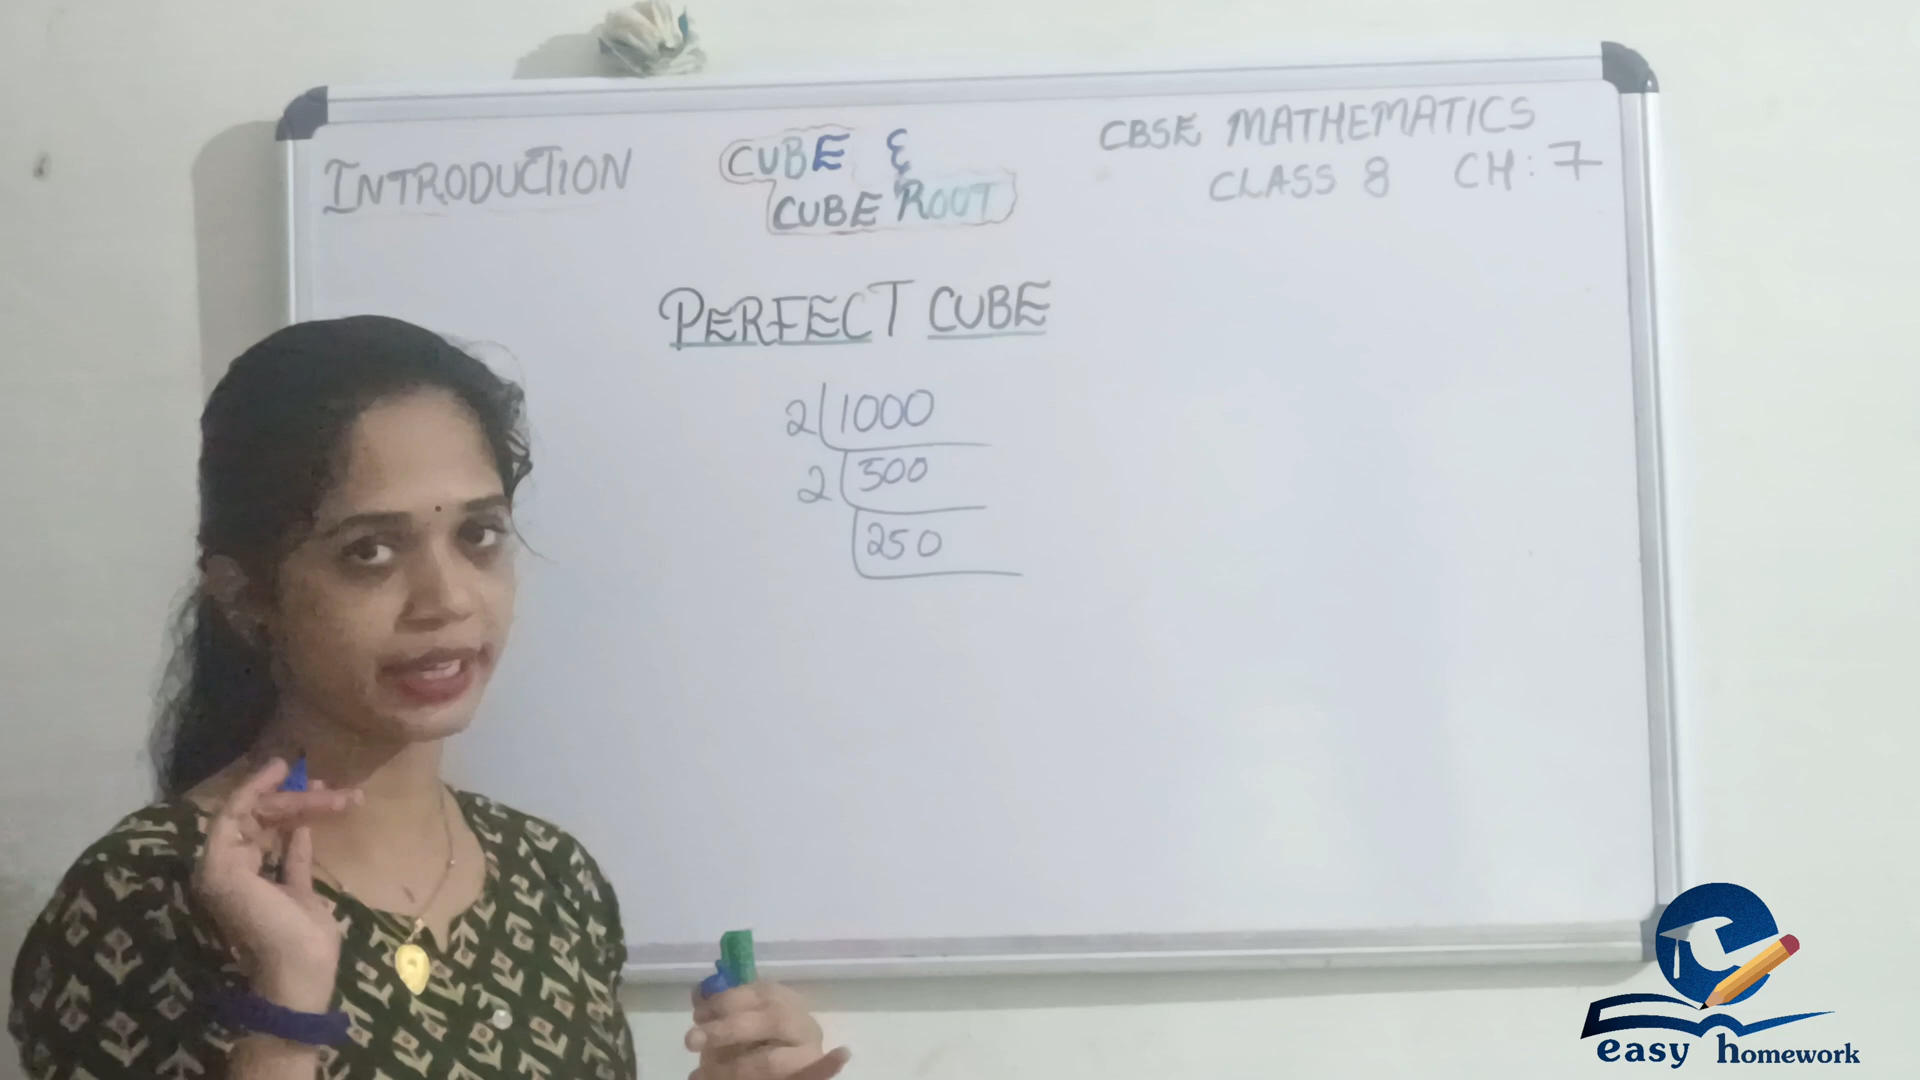 INTRODUCTION
CUBE &
CUBE ROOT
CBSE MATHEMATICS
CLASS 8 CH: 7
PERFECT CUBE
2 1000
2 500
250
easy homework